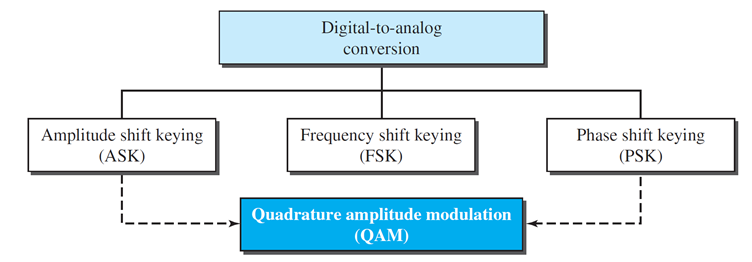 Digital-to-analog
conversion
Amplitude shift keying
(ASK)
Frequency shift keying
(FSK)
Phase shift keying
(PSK)
Quadrature amplitude modulation
(QAM)